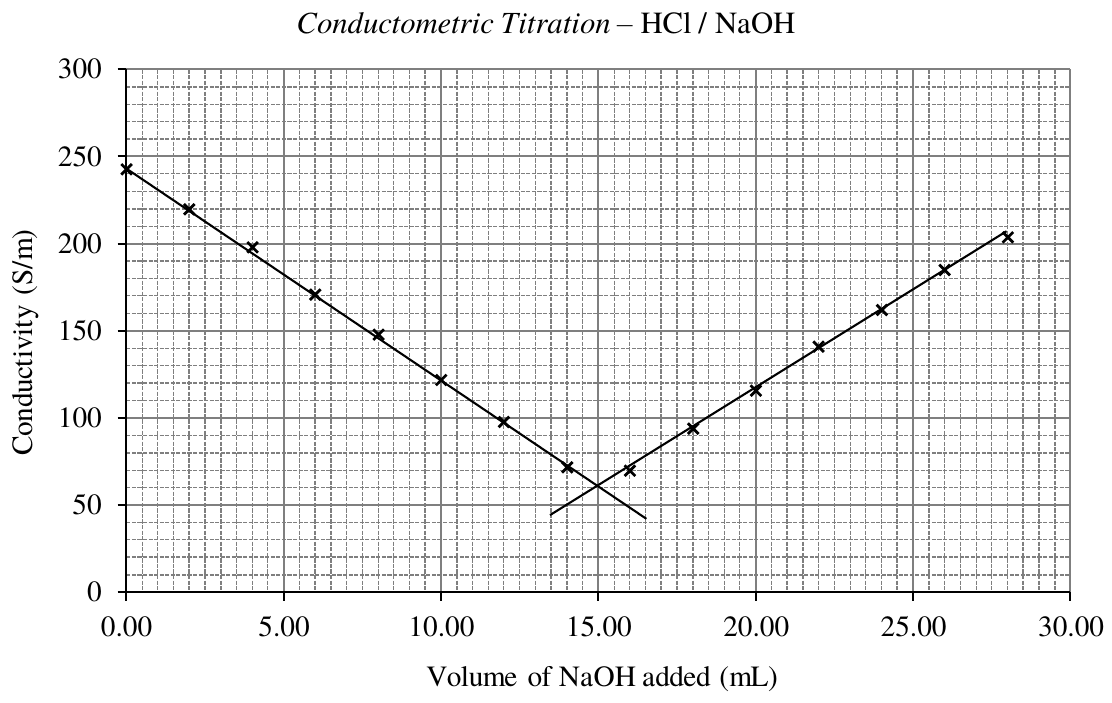 Conductometric Titration – HCl / NaOH
300
250
200
150
100
50
0
Conductivity (S/m)
0.00 5.00 10.00 15.00 20.00 25.00 30.00
Volume of NaOH added (mL)